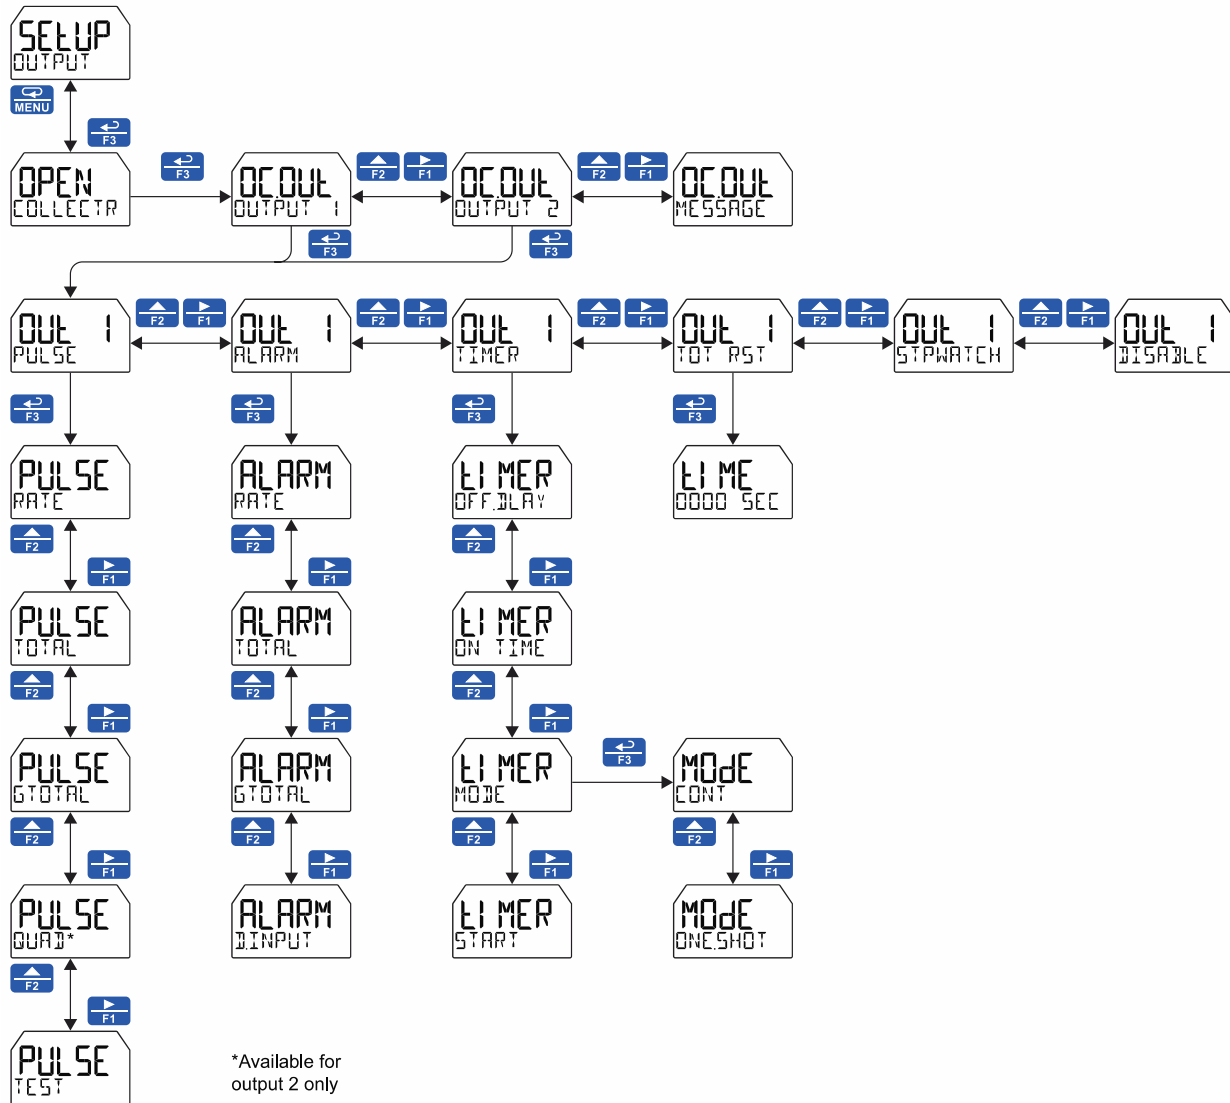 SEtUP
OUTPUT
MENU
F3
OPEN
COLLECTR
F3
OC.OUt
OUTPUT 1
F2 F1
OC.OUt
OUTPUT 2
F2 F1
OC.OUt
MESSAGE
F3
F3
OUt 1
PULSE
F2 F1
OUt 1
ALARM
F2 F1
OUt 1
TIMER
F2 F1
OUt 1
TOT RST
F2 F1
OUt 1
STPWATCH
F2 F1
OUt 1
DISABLE
F3
F3
F3
F3
PULSE
RATE
ALARM
RATE
tIMER
OFF.DLAY
tIME
0000 SEC
F2
F1
F2
F1
F2
F1
PULSE
TOTAL
ALARM
TOTAL
tIMER
ON TIME
F2
F1
F2
F1
F2
F1
PULSE
GTOTAL
ALARM
GTOTAL
tIMER
MODE
F3
MOdE
CONT
F2
F1
F2
F1
F2
F1
F2
F1
PULSE
QUAD*
ALARM
D.INPUT
tIMER
START
MOdE
ONE.SHOT
F2
F1
PULSE
TEST
*Available for
output 2 only